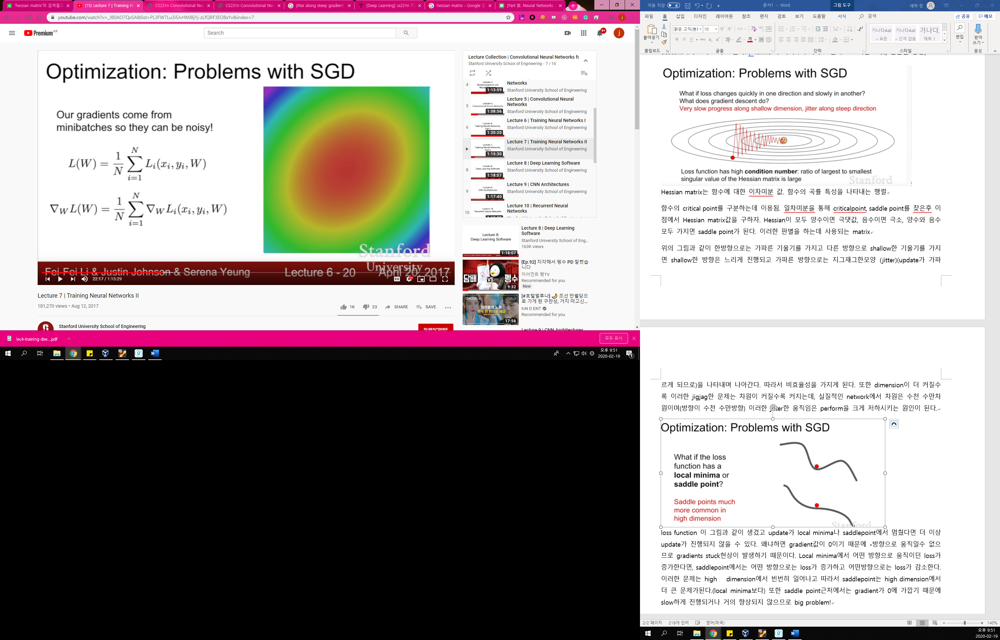 'hessian matrix'의 검색결과
(15) Lecture 7 | Training N
CS231n Convolutional Neu
CS231n Convolutional Neu
jitter along steep gradient
[Deep Learning] cs231n 7
hessian matrix - Google 검
[Part Ⅲ. Neural Networks
youtube.com/watch?v=_JB0AO7QxSA&list=PL3FW7Lu3i5JvHM8ljYj-zLfQRF3EO8sYv&index=7
Premium KR
Search
9+
j
Optimization: Problems with SGD
Our gradients come from
minibatches so they can be noisy!
L(W) = 1/N ∑ᵢ₌₁ᴺ Lᵢ(xᵢ, yᵢ, W)
∇_W L(W) = 1/N ∑ᵢ₌₁ᴺ ∇_W Lᵢ(xᵢ, yᵢ, W)
Stanford
University
Fei-Fei Li & Justin Johnson & Serena Yeung
Lecture 6 - 20
April 20, 2017
22:17 / 1:15:29
Lecture 7 | Training Neural Networks II
181,270 views • Aug 12, 2017
1K
23
SHARE
SAVE
Stanford University School of Engineering
SUBSCRIBE
Lecture Collection | Convolutional Neural Networks fo
Stanford University School of Engineering - 7 / 16
4
1:13:59
Networks
Stanford University School of Engineering
5
1:08:56
Lecture 5 | Convolutional Neural
Networks
Stanford University School of Engineering
6
1:20:20
Lecture 6 | Training Neural Networks I
Stanford University School of Engineering
1:15:30
Lecture 7 | Training Neural Networks II
Stanford University School of Engineering
8
1:18:07
Lecture 8 | Deep Learning Software
Stanford University School of Engineering
9
1:17:40
Lecture 9 | CNN Architectures
Stanford University School of Engineering
10
Lecture 10 | Recurrent Neural
Networks
Lecture 8:
Deep Learning Software
1:18:07
Lecture 8 | Deep Learning
Software
Stanford University School of Eng...
163K views
담배 VS 펭수
9:32
[Ep.92] 지각해서 펭수 PD 잘렸습
니다
자이언트 펭TV
Recommended for you
New
17:56
[#호텔델루나] 🌙 조선 만월당으
로 가게 된 구찬성, 거지 마고신...
tvN D ENT
Recommended for you
Lecture 9 | CNN Architectures
lec4-training-dee....pdf
모두 표시
오후 9:51
2020-02-19
자동 저장
끔
문서1 - Word
그림 도구
새하 정
파일 홈 삽입 디자인 레이아웃 참조 편지 검토 보기 도움말 서식 검색
공유
메모
붙여넣기
맑은 고딕(본
10
클립보드
글꼴
단락
가나다AaE
표준
가나다AaE
간격 없음
가나다
제목 1
스타일
편집
받아
쓰기
음성
Optimization: Problems with SGD
What if loss changes quickly in one direction and slowly in another?
What does gradient descent do?
Very slow progress along shallow dimension, jitter along steep direction
Loss function has high condition number: ratio of largest to smallest
singular value of the Hessian matrix is large
Stanford
Hessian matrix는 함수에 대한 이차미분 값. 함수의 곡률 특성을 나타내는 행렬
함수의 critical point를 구분하는데 이용됨. 일차미분을 통해 criticalpoint, saddle point를 찾은후 이
점에서 Hessian matrix값을 구하자. Hessian이 모두 양수이면 극댓값, 음수이면 극소, 양수와 음수
모두 가지면 saddle point가 된다. 이러한 판별을 하는데 사용되는 matrix
위의 그림과 같이 한방향으로는 가파른 기울기를 가지고 다른 방향으로 shallow한 기울기를 가지
면 shallow한 방향은 느리게 진행되고 가파른 방향으로는 지그재그한모양 (jitter)(update가 가파
르게 되므로)을 나타내며 나아간다. 따라서 비효율성을 가지게 된다. 또한 dimension이 더 커질수
록 이러한 jigjag한 문제는 차원이 커질수록 커지는데, 실질적인 network에서 차원은 수천 수만차
원이며(방향이 수천 수만방향) 이러한 jitter한 움직임은 perform을 크게 저하시키는 원인이 된다.
Optimization: Problems with SGD
What if the loss
function has a
local minima or
saddle point?
Saddle points much
more common in
high dimension
Stanford
loss function 이 그림과 같이 생겼고 update가 local minima나 saddlepoint에서 멈췄다면 더 이상
update가 진행되지 않을 수 있다. 왜냐하면 gradient값이 0이기 때문에 -방향으로 움직일수 없으
므로 gradients stuck현상이 발생하기 때문이다. Local minima에서 어떤 방향으로 움직이던 loss가
증가한다면, saddlepoint에서는 어떤 방향으로는 loss가 증가하고 어떤방향으로는 loss가 감소한다.
이러한 문제는 high dimension에서 빈번히 일어나고 따라서 saddlepoint는 high dimension에서
더 큰 문제가된다.(local minima보다) 또한 saddle point근처에서는 gradient가 0에 가깝기 때문에
slow하게 진행되거나 거의 향상되지 않으므로 big problem!
2/2 페이지
218개 단어
영어(미국)
140%
오후 9:51
2020-02-19